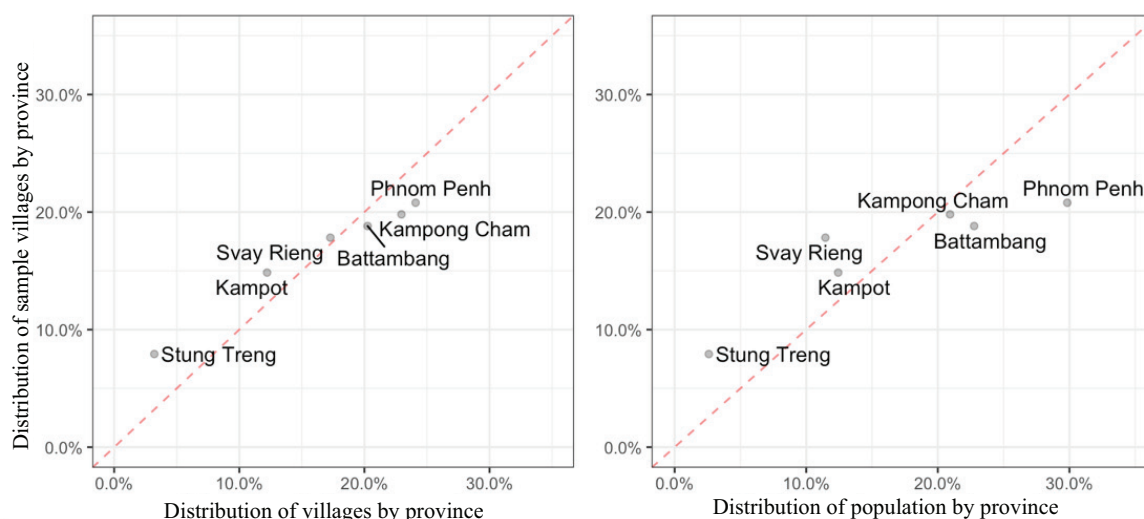 Distribution of sample villages by province
30.0%
20.0%
10.0%
0.0%
Phnom Penh
Kampong Cham
Svay Rieng
Battambang
Kampot
Stung Treng
0.0% 10.0% 20.0% 30.0%
Distribution of villages by province
30.0%
20.0%
10.0%
0.0%
Kampong Cham
Phnom Penh
Svay Rieng
Battambang
Kampot
Stung Treng
0.0% 10.0% 20.0% 30.0%
Distribution of population by province